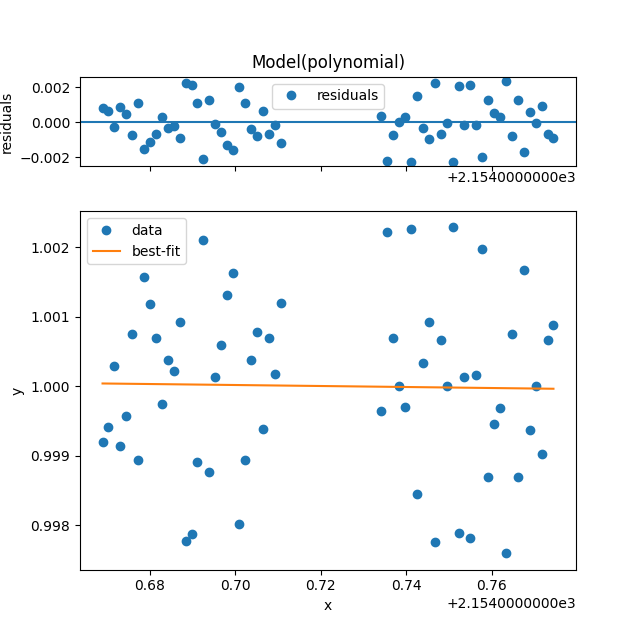 Model(polynomial)
residuals
0.002
0.000
−0.002
residuals
+2.1540000000e3
y
1.002
1.001
1.000
0.999
0.998
data
best-fit
0.68 0.70 0.72 0.74 0.76
x
+2.1540000000e3